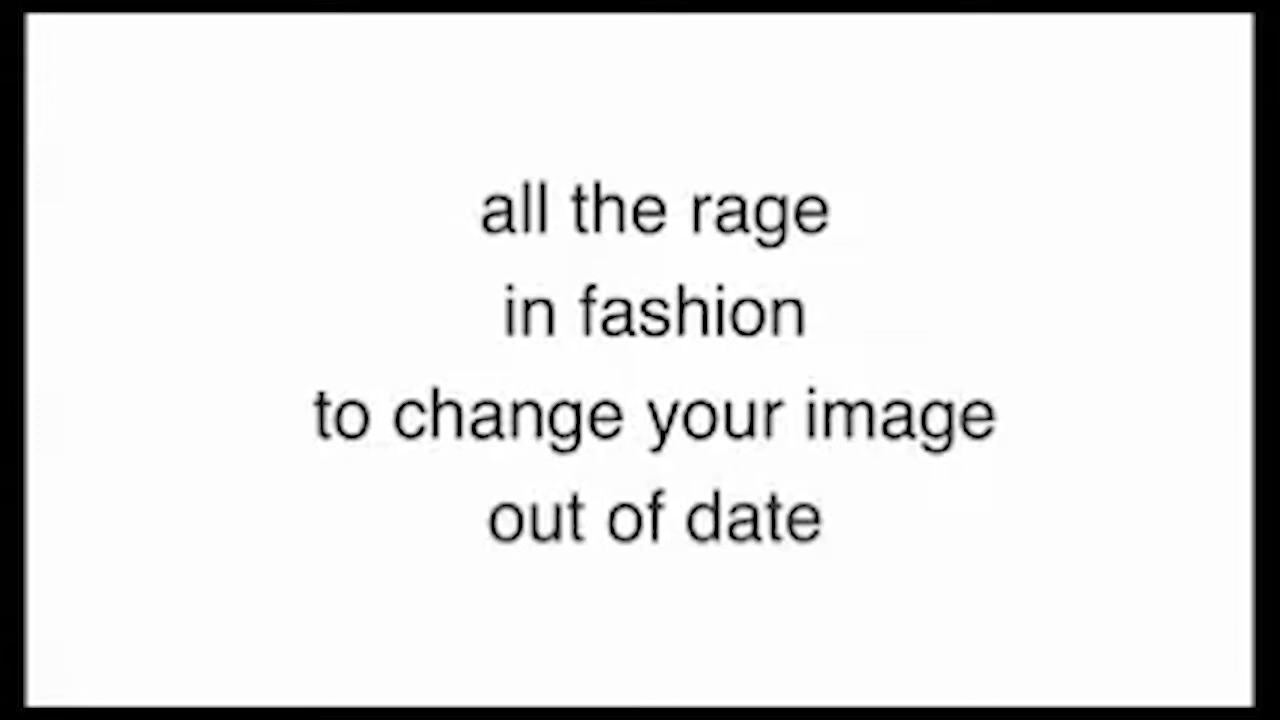 all the rage
in fashion
to change your image
out of date